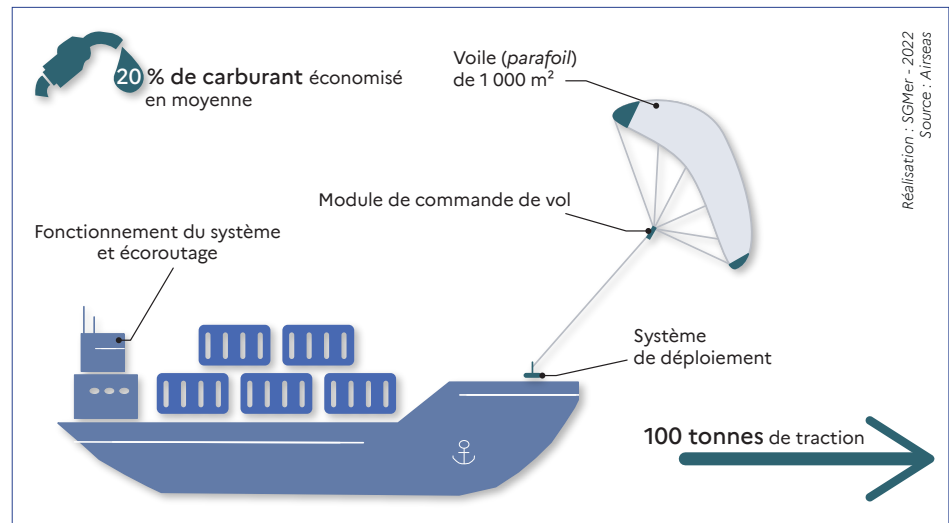 20 % de carburant économisé
en moyenne
Voile (parafoil)
de 1 000 m²
Réalisation : SGMer - 2022
Source : Airseas
Module de commande de vol
Fonctionnement du système
et écoroutage
Système
de déploiement
100 tonnes de traction